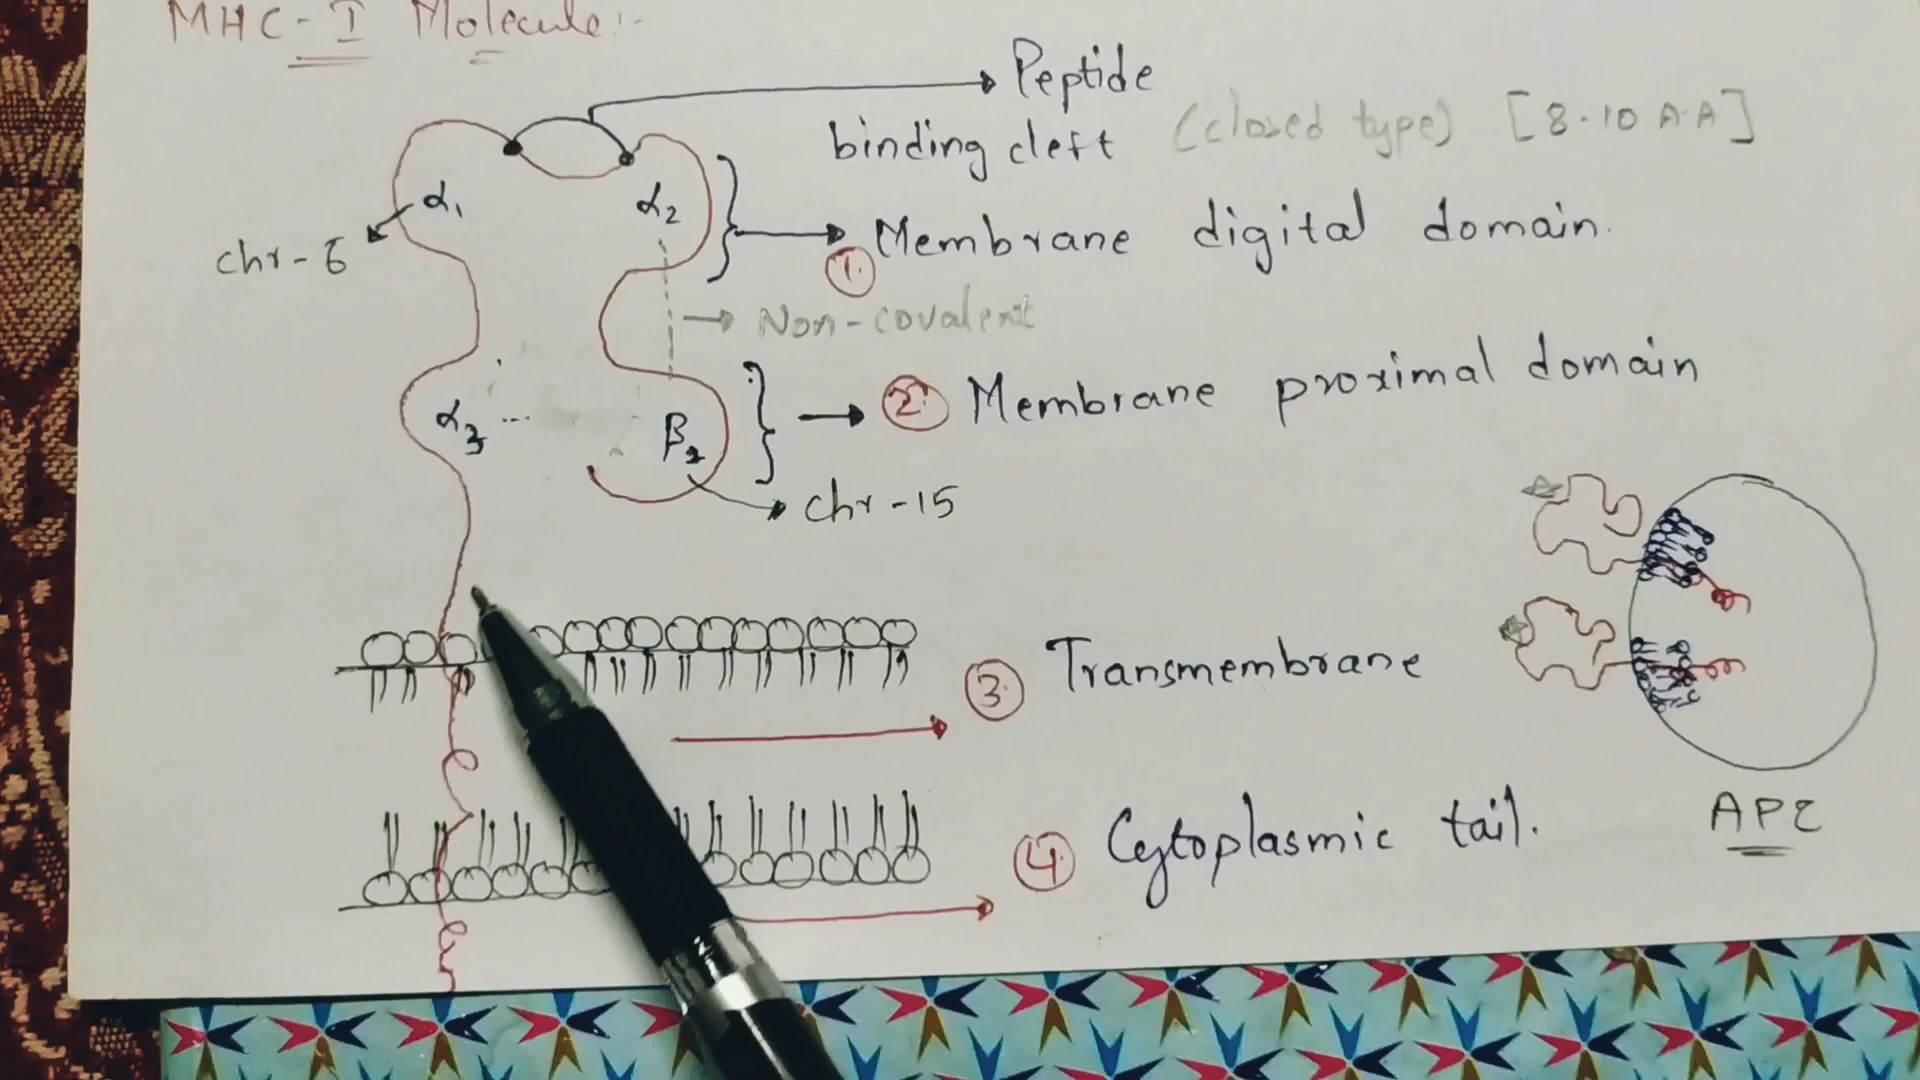 MHC-I Molecule:-
Peptide
binding cleft (closed type) [8-10 A.A]
α1 α2
chr-6
① Membrane digital domain.
Non-covalent
α3 ... β2
② Membrane proximal domain
chr-15
③ Transmembrane
④ Cytoplasmic tail.
APC